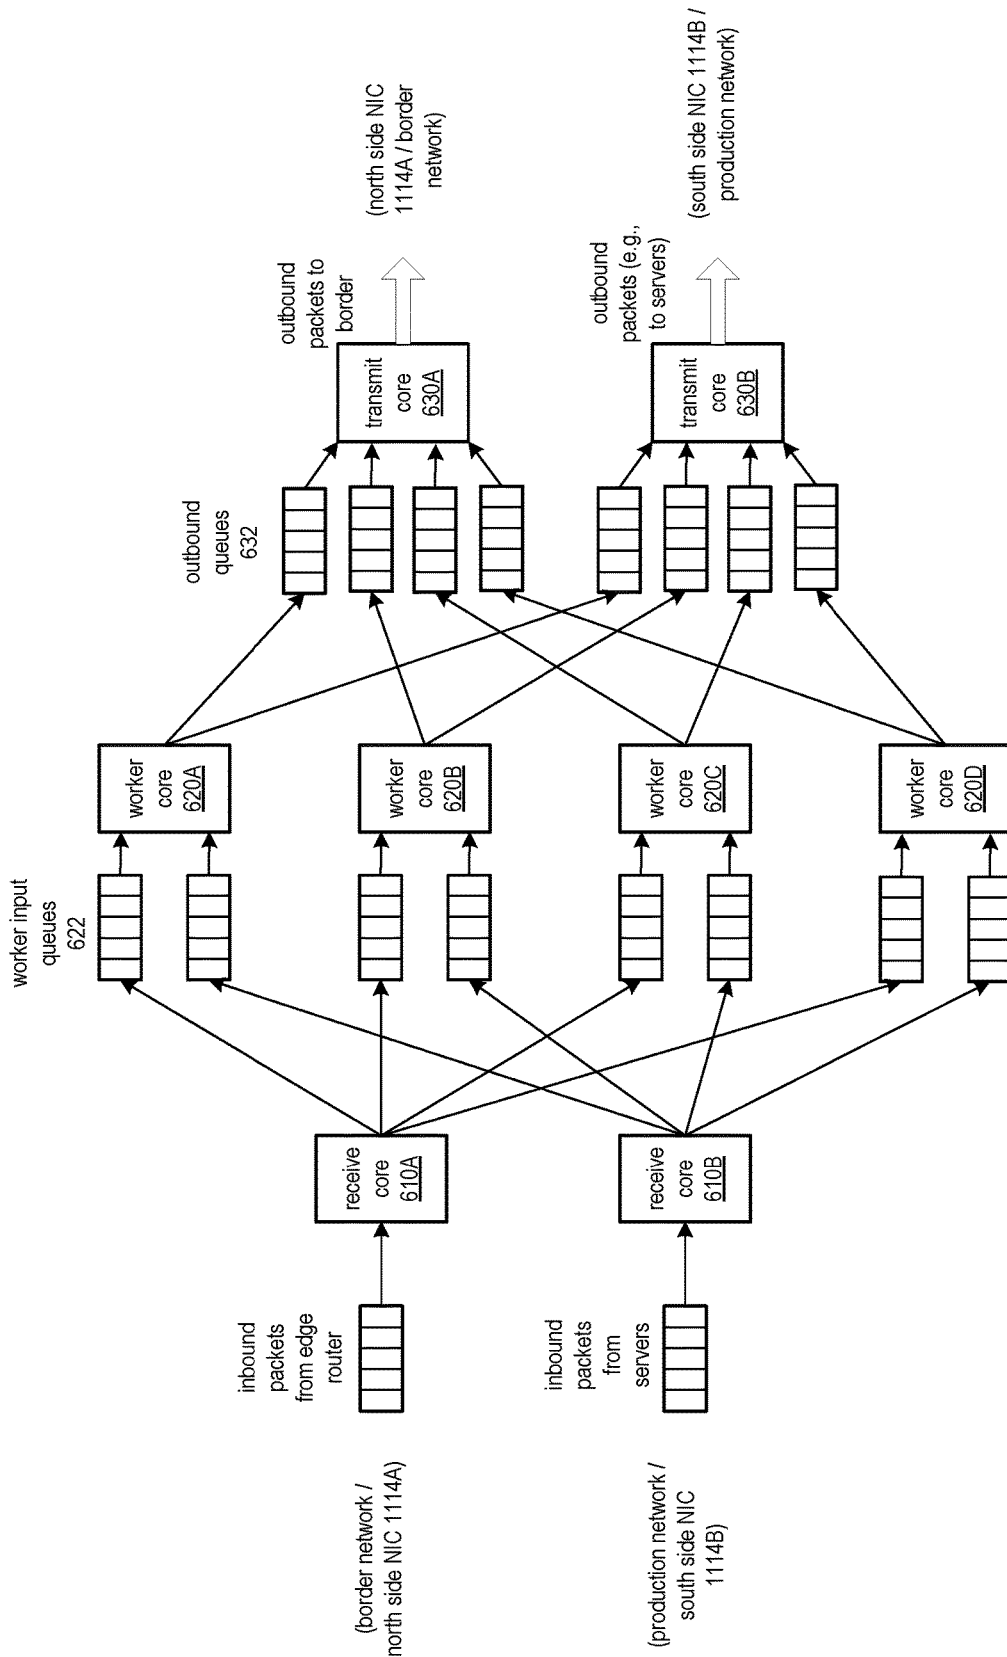 (border network /
north side NIC 1114A)
(production network /
south side NIC
1114B)
inbound
packets
from edge
router
inbound
packets
from
servers
receive
core
610A
receive
core
610B
worker input
queues
622
worker
core
620A
worker
core
620B
worker
core
620C
worker
core
620D
outbound
queues
632
transmit
core
630A
transmit
core
630B
outbound
packets to
border
outbound
packets (e.g.,
to servers)
(north side NIC
1114A / border
network)
(south side NIC 1114B /
production network)